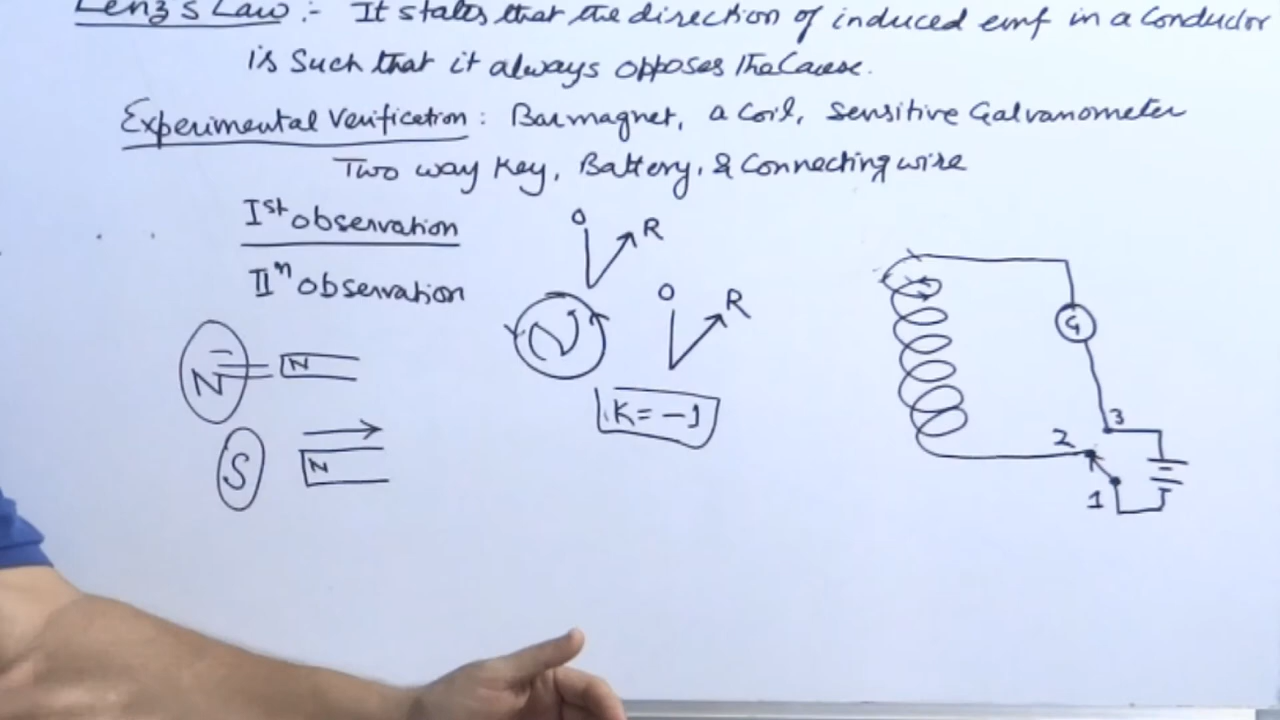 Lenz's Law :- It states that the direction of induced emf in a Conductor
is Such that it always opposes the Cause.
Experimental Verification : Bar magnet, a Coil, Sensitive Galvanometer
Two way Key, Battery, & Connecting wire
Ist observation
IIn observation
O R
O R
N
N N
K = -1
S N
G
3
2
1